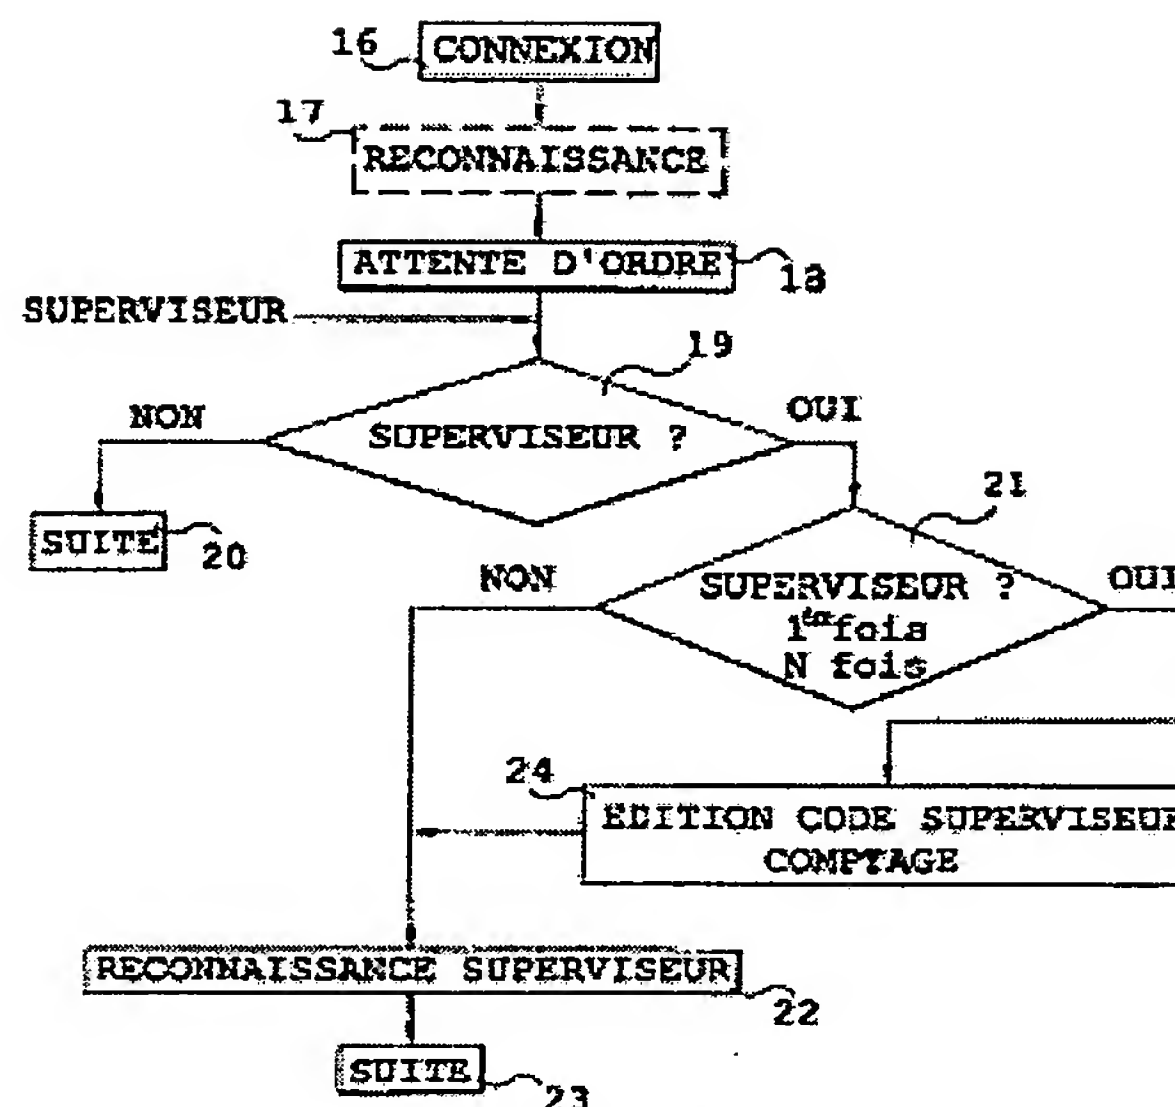 16 CONNEXION
17
RECONNAISSANCE
ATTENTE D'ORDRE
18
SUPERVISEUR
19
NON
OUI
SUPERVISEUR ?
21
SUITE
20
NON
OUI
SUPERVISEUR ?
1ère fois
N fois
24
EDITION CODE SUPERVISEUR
COMPTAGE
RECONNAISSANCE SUPERVISEUR
22
SUITE
23